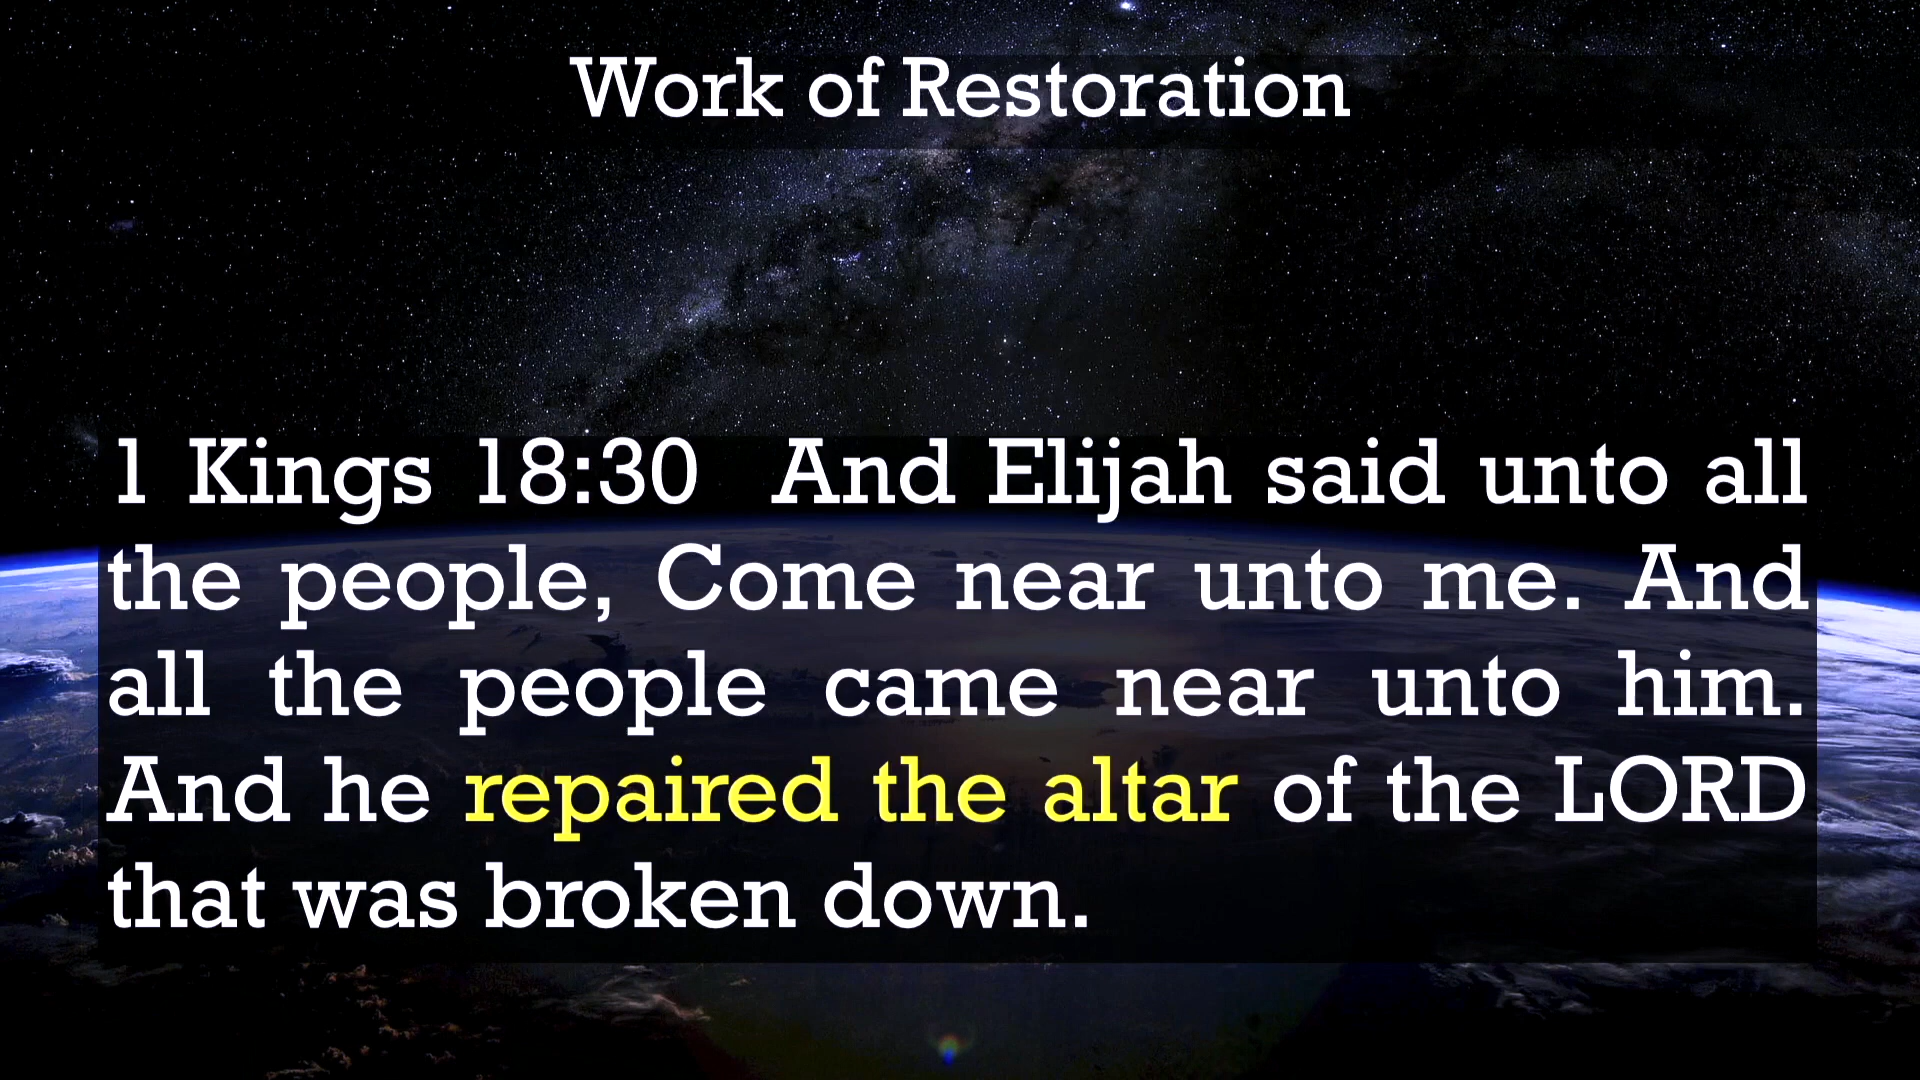 Work of Restoration
1 Kings 18:30 And Elijah said unto all
the people, Come near unto me. And
all the people came near unto him.
And he repaired the altar of the LORD
that was broken down.